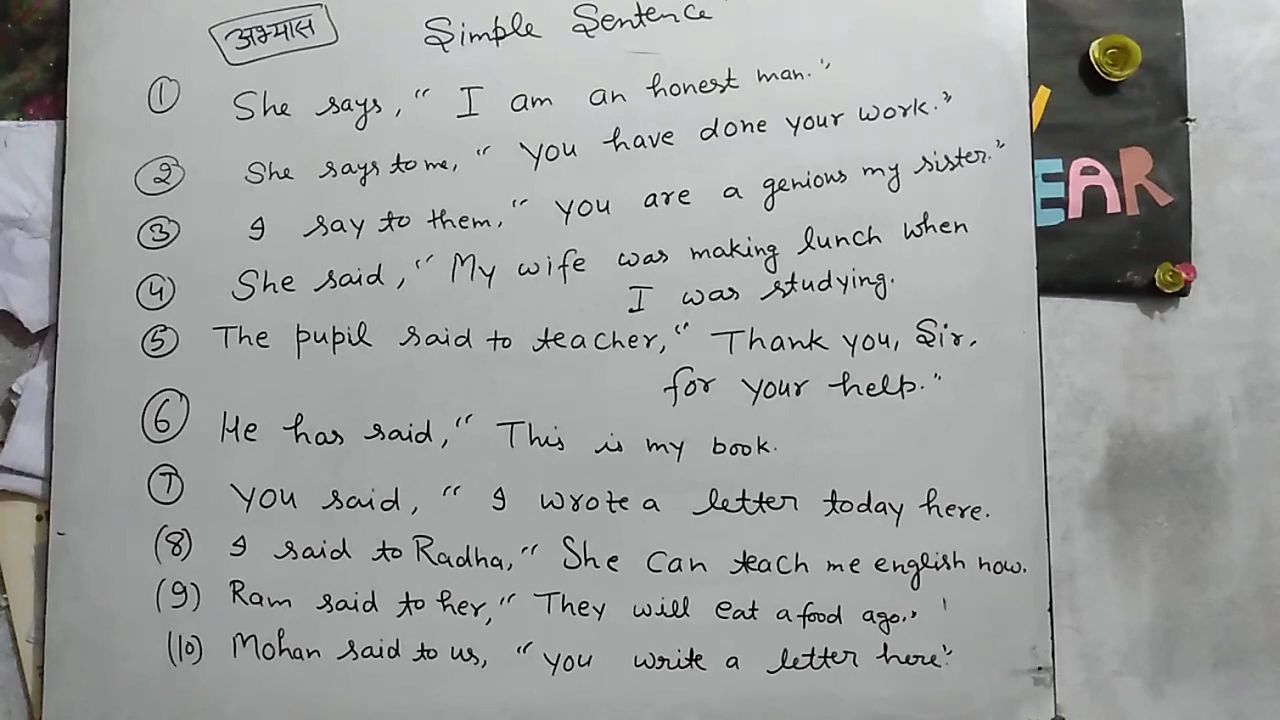 अभ्यास Simple Sentence
① She says, " I am an honest man."
② She says to me, " You have done your work."
③ I say to them, " You are a genious my sister."
④ She said, " My wife was making lunch when
I was studying.
⑤ The pupil said to teacher, " Thank you, Sir,
for your help."
⑥ He has said, " This is my book.
⑦ You said, " I wrote a letter today here.
(8) I said to Radha, " She can teach me english now.
(9) Ram said to her, " They will eat a food ago."
(10) Mohan said to us, " you write a letter here."
EAR